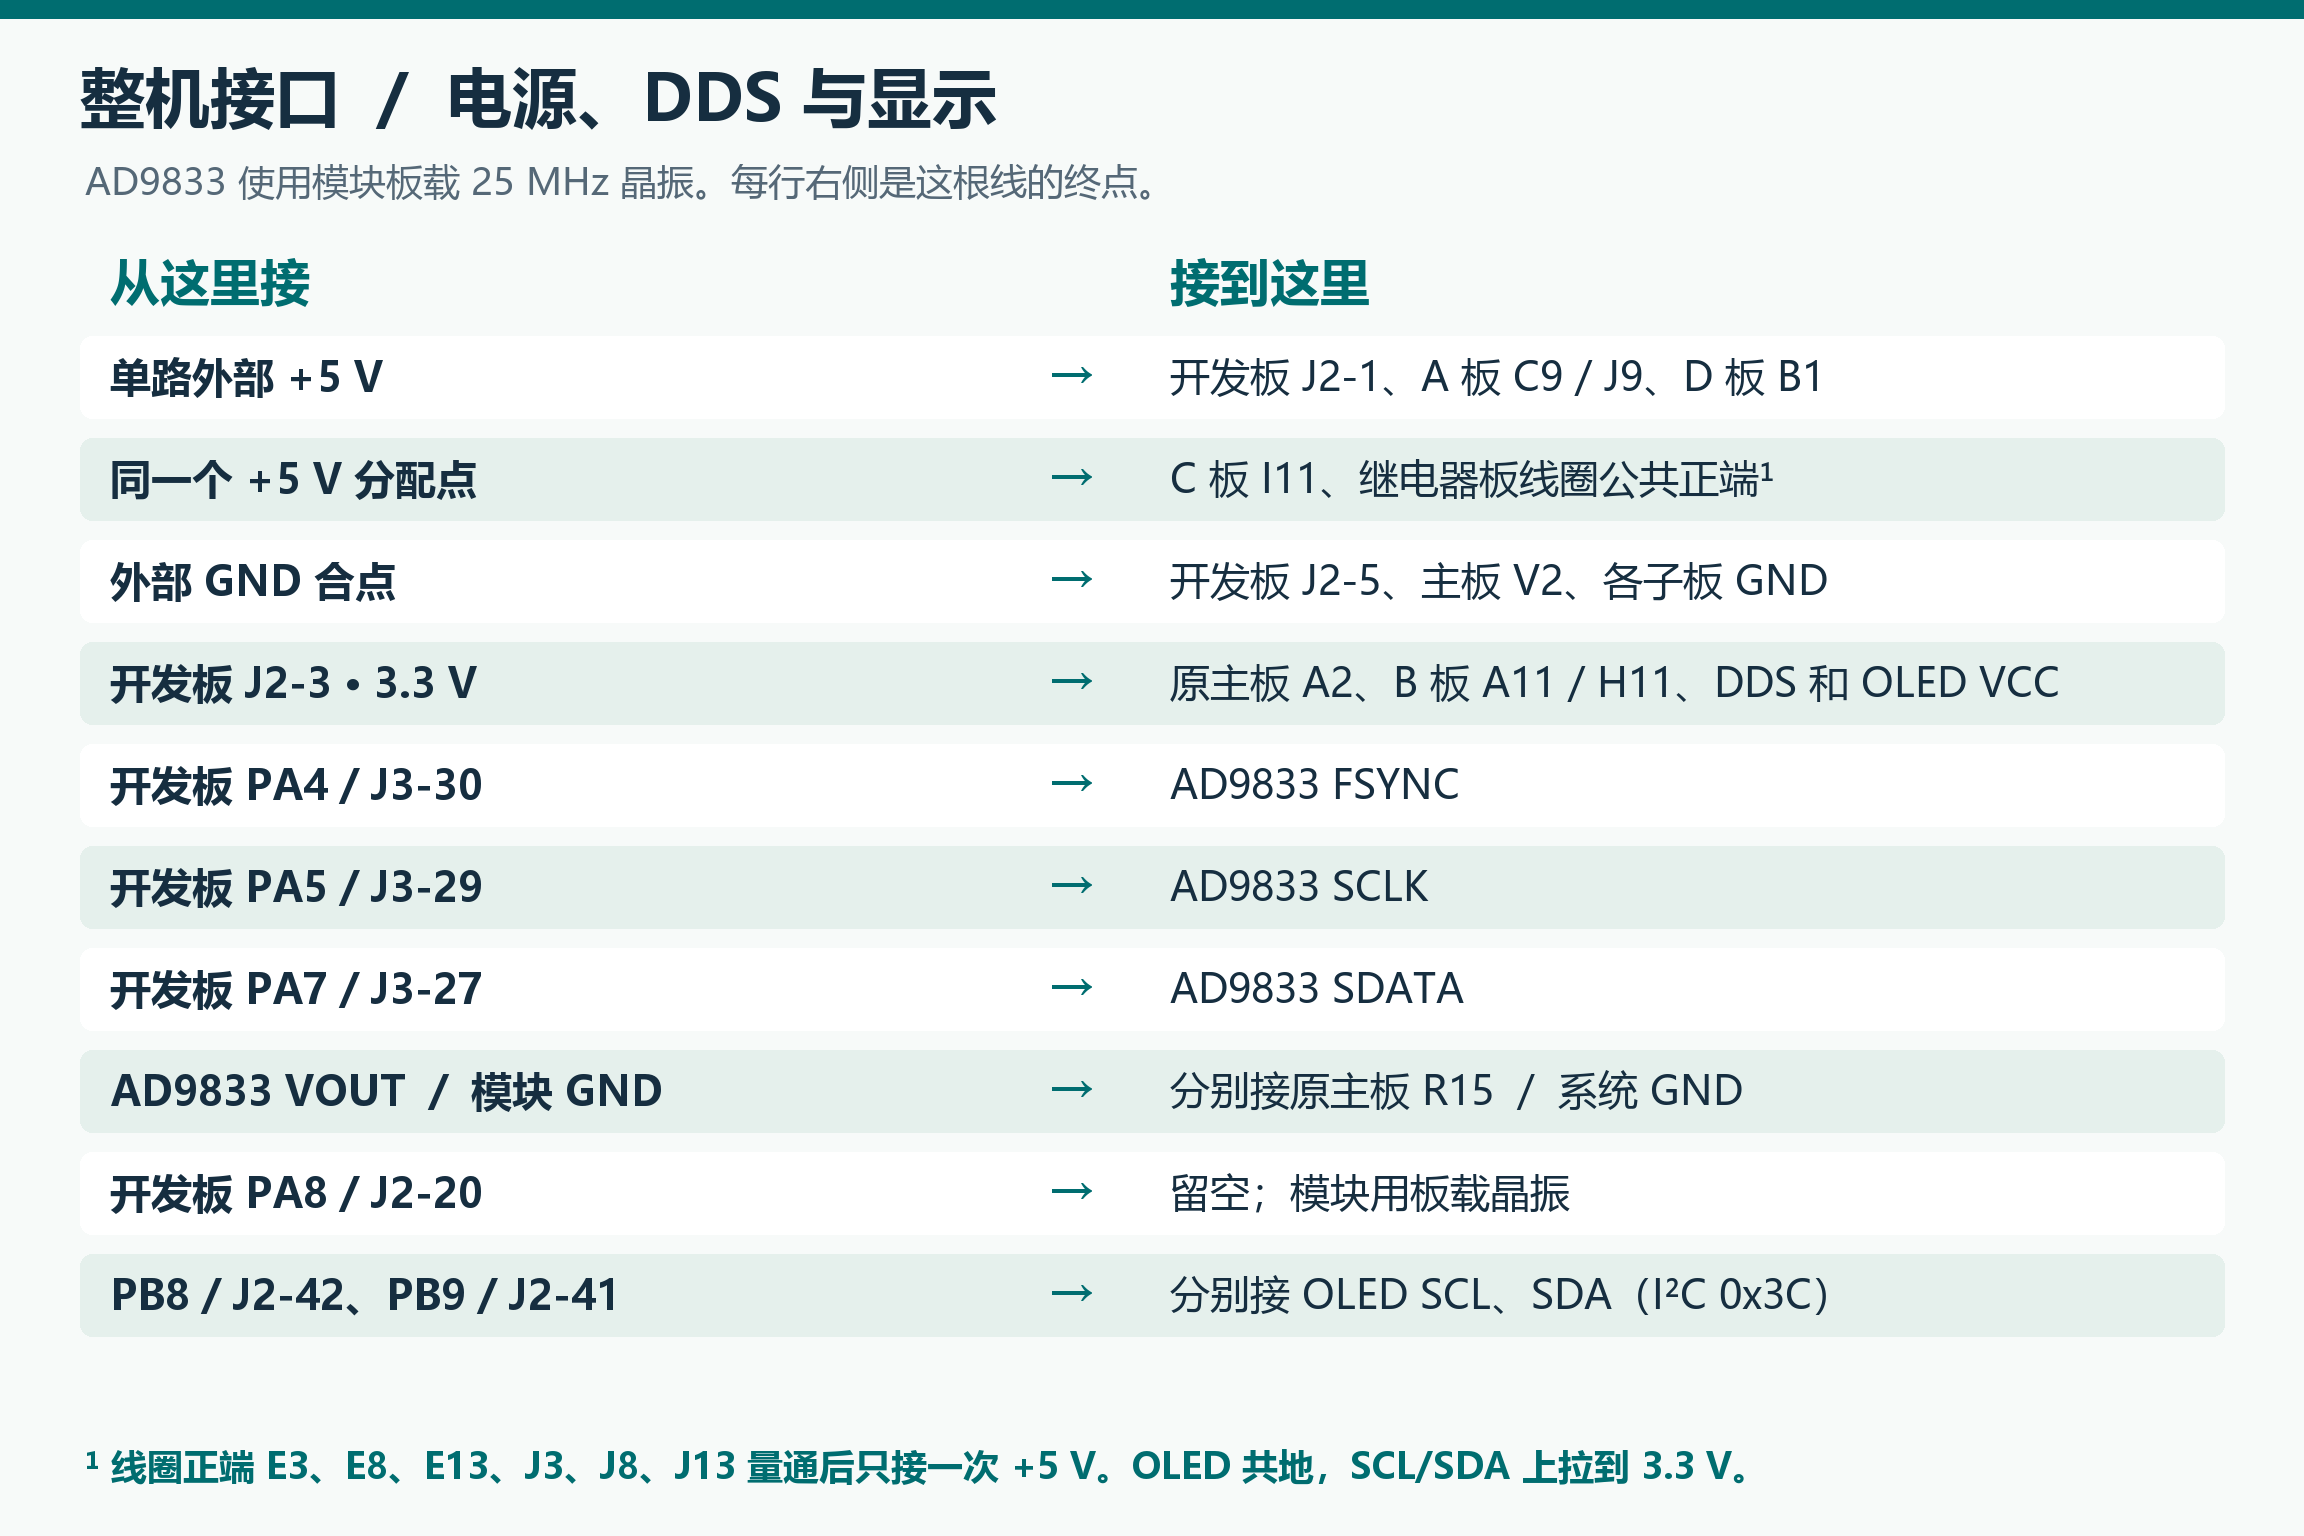 整机接口 / 电源、DDS 与显示
AD9833 使用模块板载 25 MHz 晶振。每行右侧是这根线的终点。
从这里接 接到这里
单路外部 +5 V → 开发板 J2-1、A 板 C9 / J9、D 板 B1
同一个 +5 V 分配点 → C 板 I11、继电器板线圈公共正端¹
外部 GND 合点 → 开发板 J2-5、主板 V2、各子板 GND
开发板 J2-3 • 3.3 V → 原主板 A2、B 板 A11 / H11、DDS 和 OLED VCC
开发板 PA4 / J3-30 → AD9833 FSYNC
开发板 PA5 / J3-29 → AD9833 SCLK
开发板 PA7 / J3-27 → AD9833 SDATA
AD9833 VOUT / 模块 GND → 分别接原主板 R15 / 系统 GND
开发板 PA8 / J2-20 → 留空；模块用板载晶振
PB8 / J2-42、PB9 / J2-41 → 分别接 OLED SCL、SDA（I²C 0x3C）
¹ 线圈正端 E3、E8、E13、J3、J8、J13 量通后只接一次 +5 V。OLED 共地，SCL/SDA 上拉到 3.3 V。